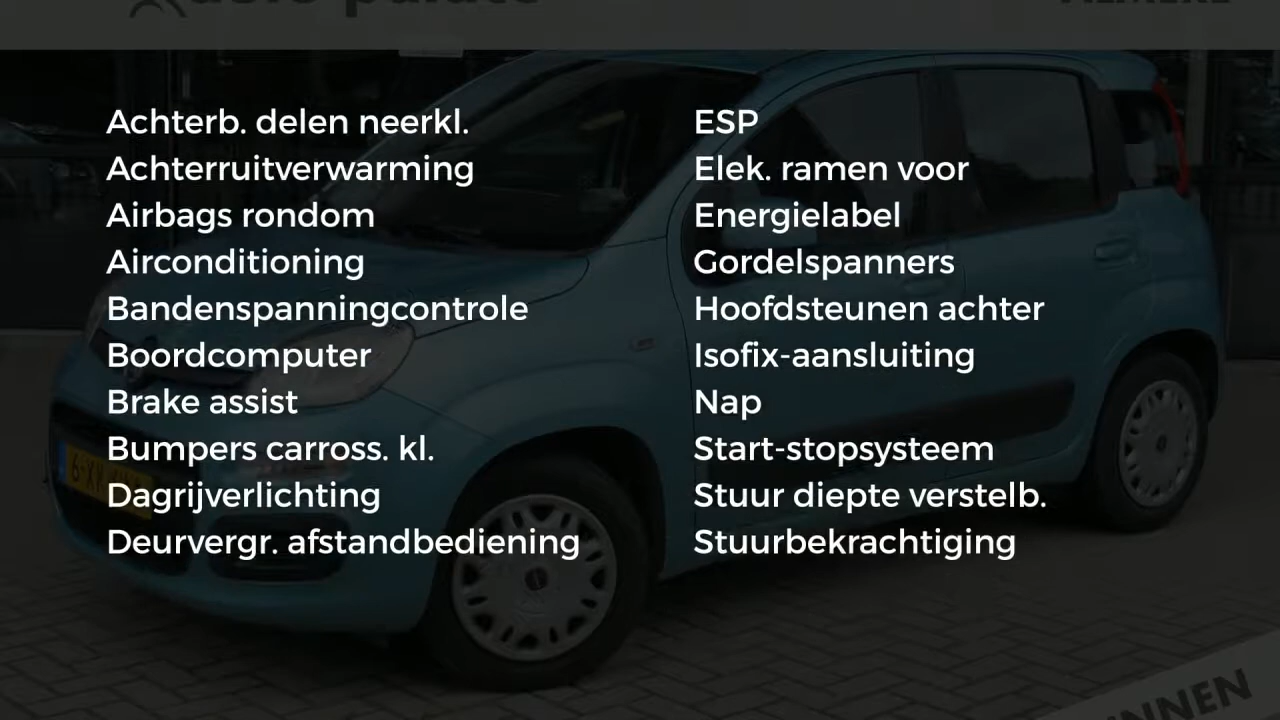 Achterb. delen neerkl.
Achterruitverwarming
Airbags rondom
Airconditioning
Bandenspanningcontrole
Boordcomputer
Brake assist
Bumpers carross. kl.
Dagrijverlichting
Deurvergr. afstandbediening
ESP
Elek. ramen voor
Energielabel
Gordelspanners
Hoofdsteunen achter
Isofix-aansluiting
Nap
Start-stopsysteem
Stuur diepte verstelb.
Stuurbekrachtiging